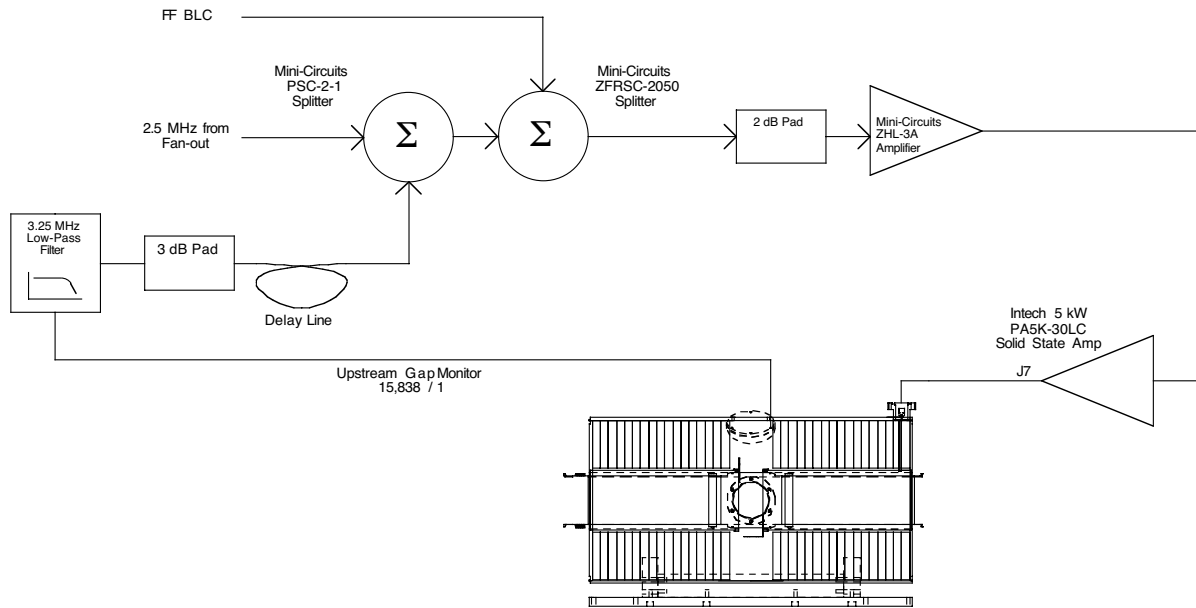 FF BLC
Mini-Circuits
PSC-2-1
Splitter
Mini-Circuits
ZFRSC-2050
Splitter
2.5 MHz from
Fan-out
Σ
Σ
2 dB Pad
Mini-Circuits
ZHL-3A
Amplifier
3.25 MHz
Low-Pass
Filter
3 dB Pad
Delay Line
Upstream Gap Monitor
15,838 / 1
Intech 5 kW
PA5K-30LC
Solid State Amp
J7